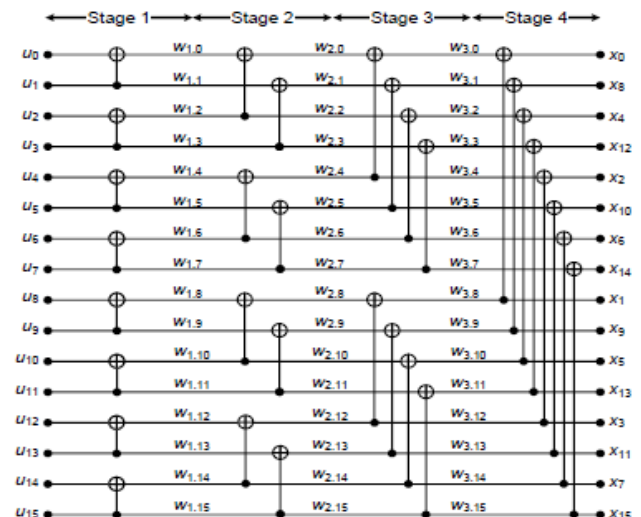 Stage 1 Stage 2 Stage 3 Stage 4
u0 w1.0 w2.0 w3.0 x0
u1 w1.1 w2.1 w3.1 x8
u2 w1.2 w2.2 w3.2 x4
u3 w1.3 w2.3 w3.3 x12
u4 w1.4 w2.4 w3.4 x2
u5 w1.5 w2.5 w3.5 x10
u6 w1.6 w2.6 w3.6 x6
u7 w1.7 w2.7 w3.7 x14
u8 w1.8 w2.8 w3.8 x1
u9 w1.9 w2.9 w3.9 x9
u10 w1.10 w2.10 w3.10 x5
u11 w1.11 w2.11 w3.11 x13
u12 w1.12 w2.12 w3.12 x3
u13 w1.13 w2.13 w3.13 x11
u14 w1.14 w2.14 w3.14 x7
u15 w1.15 w2.15 w3.15 x15